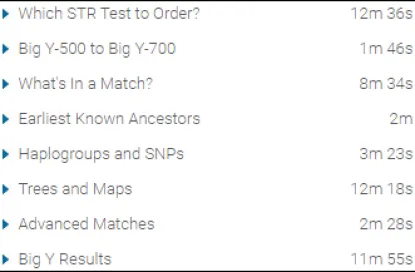 Which STR Test to Order? 12m 36s
Big Y-500 to Big Y-700 1m 46s
What's In a Match? 8m 34s
Earliest Known Ancestors 2m
Haplogroups and SNPs 3m 23s
Trees and Maps 12m 18s
Advanced Matches 2m 28s
Big Y Results 11m 55s